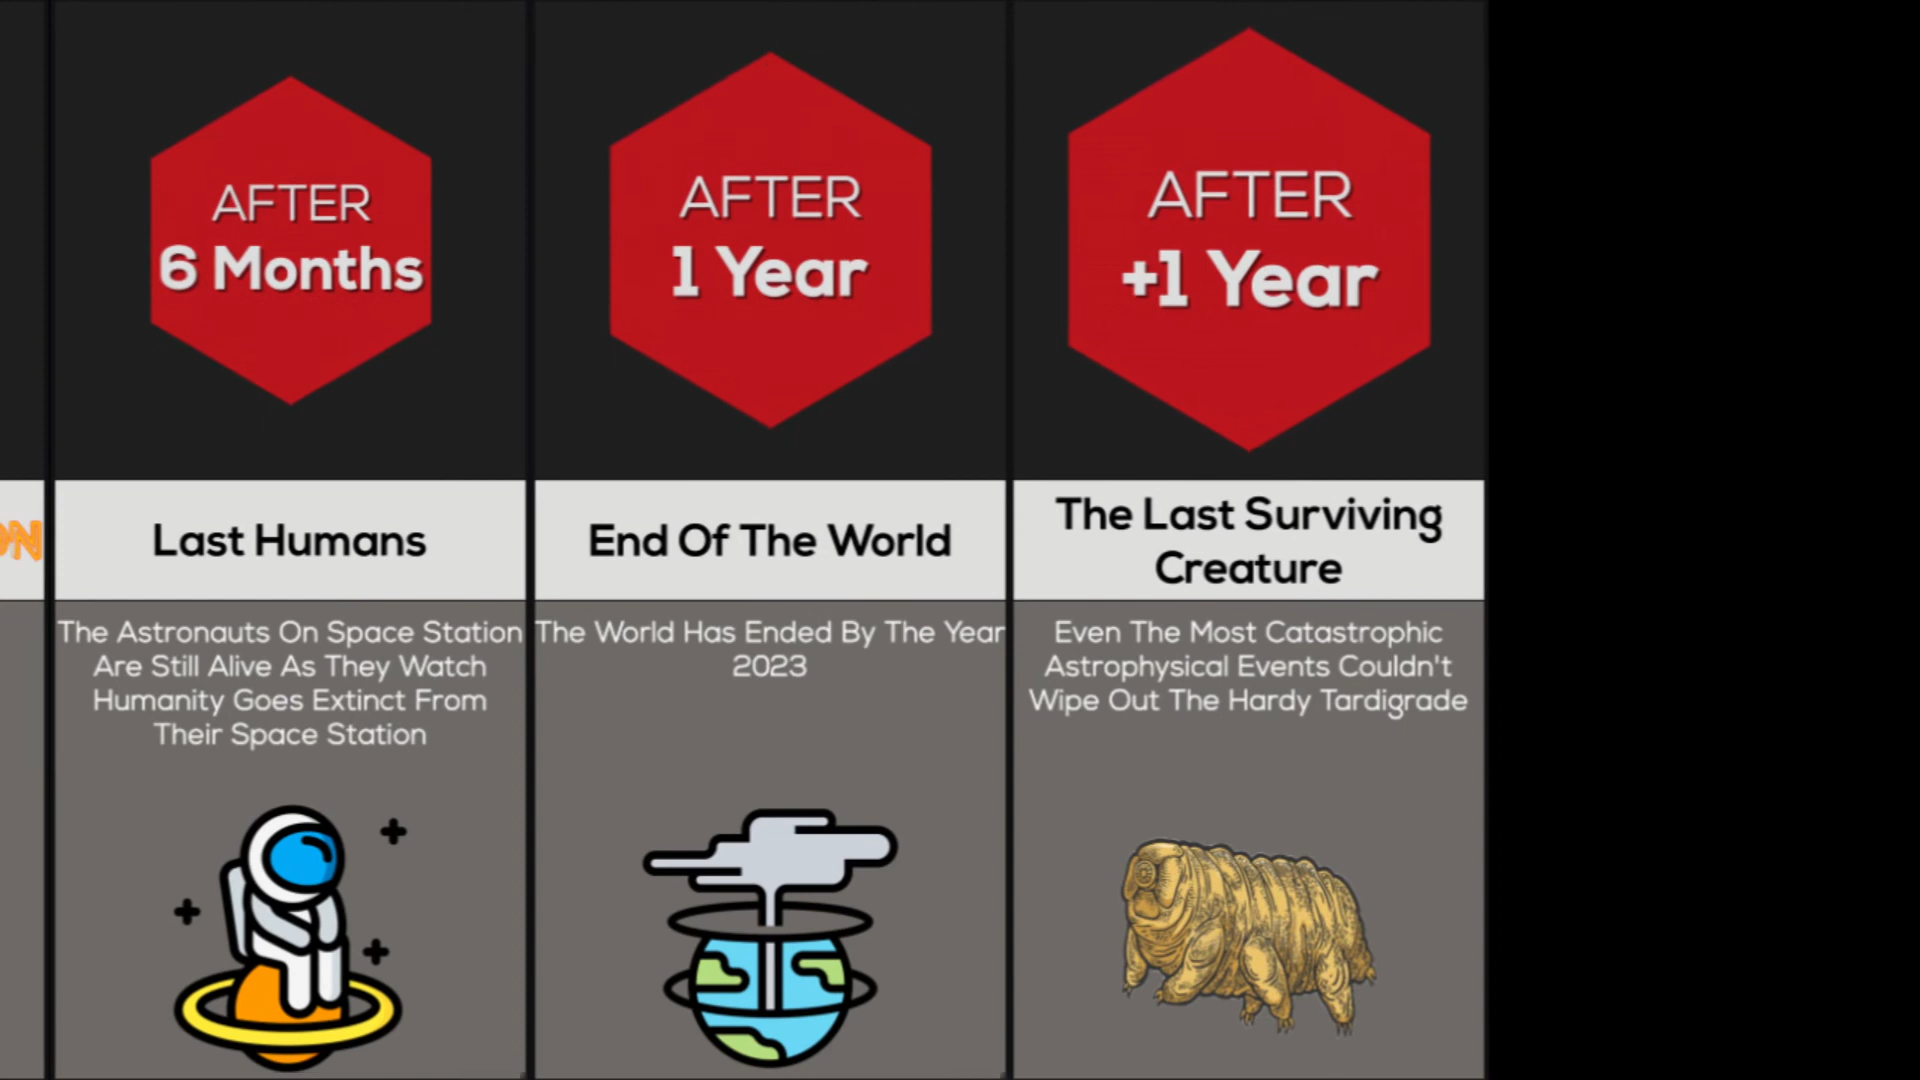 AFTER
6 Months
Last Humans
The Astronauts On Space Station
Are Still Alive As They Watch
Humanity Goes Extinct From
Their Space Station
AFTER
1 Year
End Of The World
The World Has Ended By The Year
2023
AFTER
+1 Year
The Last Surviving
Creature
Even The Most Catastrophic
Astrophysical Events Couldn't
Wipe Out The Hardy Tardigrade